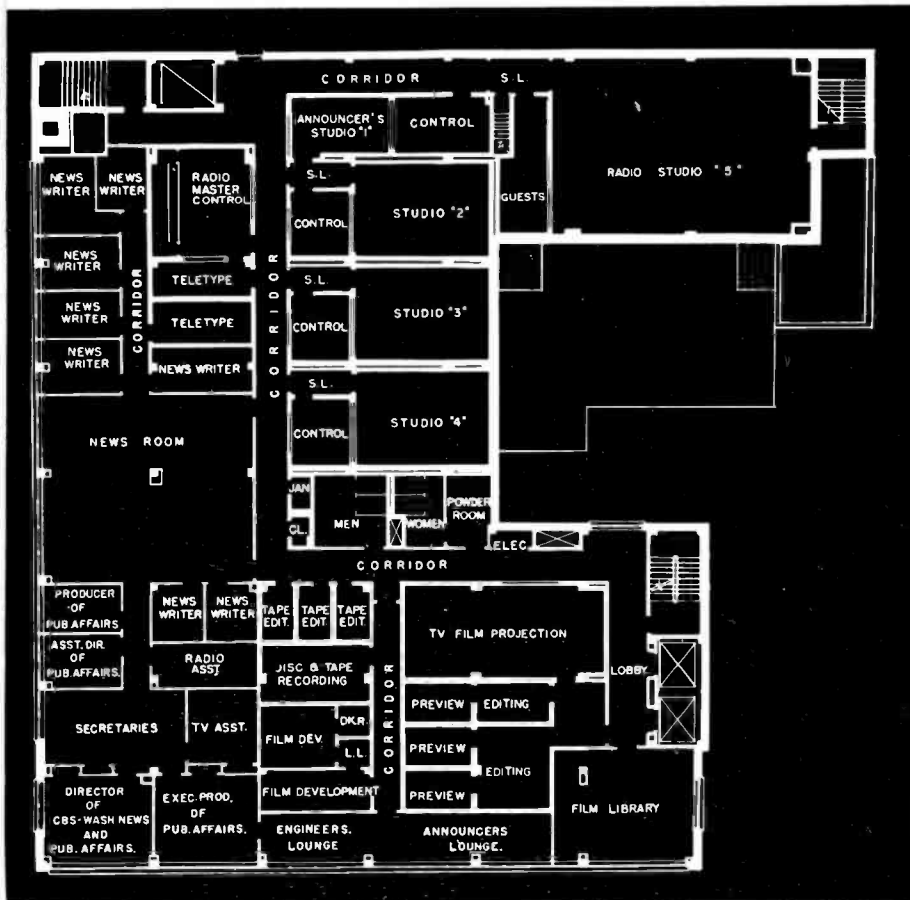 CORRIDOR
S.L.
ANNOUNCER'S
STUDIO "1"
CONTROL
RADIO STUDIO "5"
GUESTS
NEWS
WRITER
NEWS
WRITER
RADIO
MASTER
CONTROL
S.L.
CONTROL
STUDIO "2"
NEWS
WRITER
CORRIDOR
TELETYPE
CORRIDOR
S.L.
NEWS
WRITER
TELETYPE
CONTROL
STUDIO "3"
NEWS
WRITER
NEWS WRITER
S.L.
CONTROL
STUDIO "4"
NEWS ROOM
JAN
CL.
MEN
WOMEN
POWDER
ROOM
ELEC.
CORRIDOR
PRODUCER
OF
PUB. AFFAIRS
NEWS
WRITER
NEWS
WRITER
TAPE
EDIT.
TAPE
EDIT.
TAPE
EDIT.
TV FILM PROJECTION
ASST. DIR.
OF
PUB. AFFAIRS.
RADIO
ASST
DISC & TAPE
RECORDING
LOBBY
CORRIDOR
PREVIEW
EDITING
SECRETARIES
TV ASST.
FILM DEV.
DK.R.
L.L.
PREVIEW
EDITING
PREVIEW
FILM DEVELOPMENT
FILM LIBRARY
DIRECTOR
OF
CBS-WASH NEWS
AND
PUB. AFFAIRS.
EXEC. PROD.
OF
PUB. AFFAIRS.
ENGINEERS.
LOUNGE
ANNOUNCERS
LOUNGE.